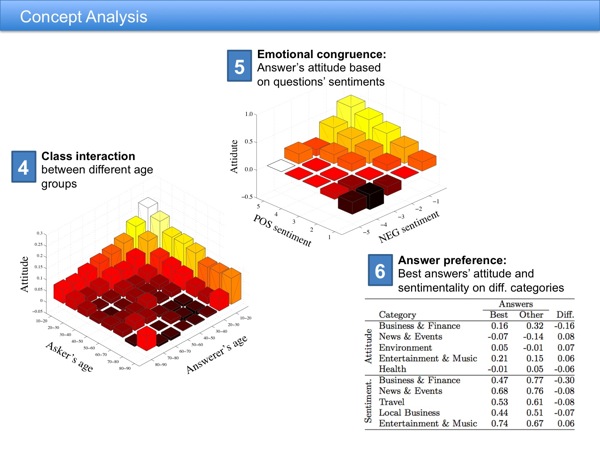 Concept Analysis
5
Emotional congruence:
Answer's attitude based
on questions' sentiments
1.0
0.5
0.0
−0.5
Attidute
5
4
3
2
1
POS sentiment
−5
−4
−3
−2
−1
NEG sentiment
4
Class interaction
between different age
groups
0.3
0.25
0.2
0.15
0.1
0.05
0
−0.05
Attitude
10−20
20−30
30−40
40−50
50−60
60−70
70−80
80−90
Asker's age
80−90
70−80
60−70
50−60
40−50
30−40
20−30
10−20
Answerer's age
6
Answer preference:
Best answers' attitude and
sentimentality on diff. categories
Answers
Category Best Other Diff.
Attitude
Business & Finance 0.16 0.32 -0.16
News & Events -0.07 -0.14 0.08
Environment 0.05 -0.01 0.07
Entertainment & Music 0.21 0.15 0.06
Health -0.01 0.05 -0.06
Sentiment.
Business & Finance 0.47 0.77 -0.30
News & Events 0.68 0.76 -0.08
Travel 0.53 0.61 -0.08
Local Business 0.44 0.51 -0.07
Entertainment & Music 0.74 0.67 0.06